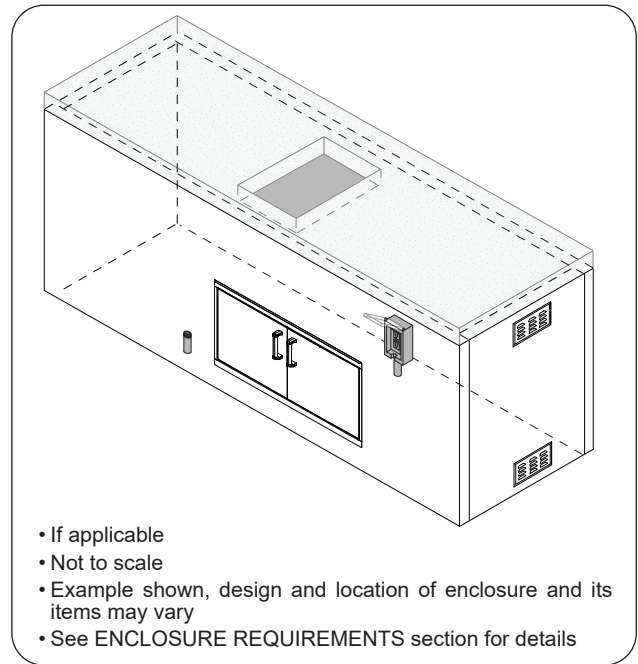 • If applicable
• Not to scale
• Example shown, design and location of enclosure and its
items may vary
• See ENCLOSURE REQUIREMENTS section for details